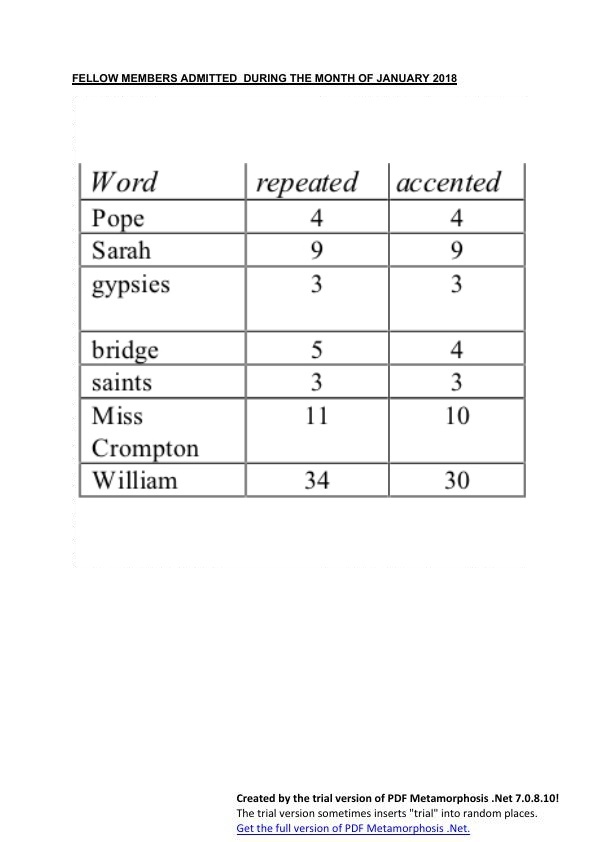 FELLOW MEMBERS ADMITTED  DURING THE MONTH OF JANUARY 2018
Word repeated accented
Pope 4 4
Sarah 9 9
gypsies 3 3
bridge 5 4
saints 3 3
Miss 11 10
Crompton
William 34 30
Created by the trial version of PDF Metamorphosis .Net 7.0.8.10!
The trial version sometimes inserts "trial" into random places.
Get the full version of PDF Metamorphosis .Net.